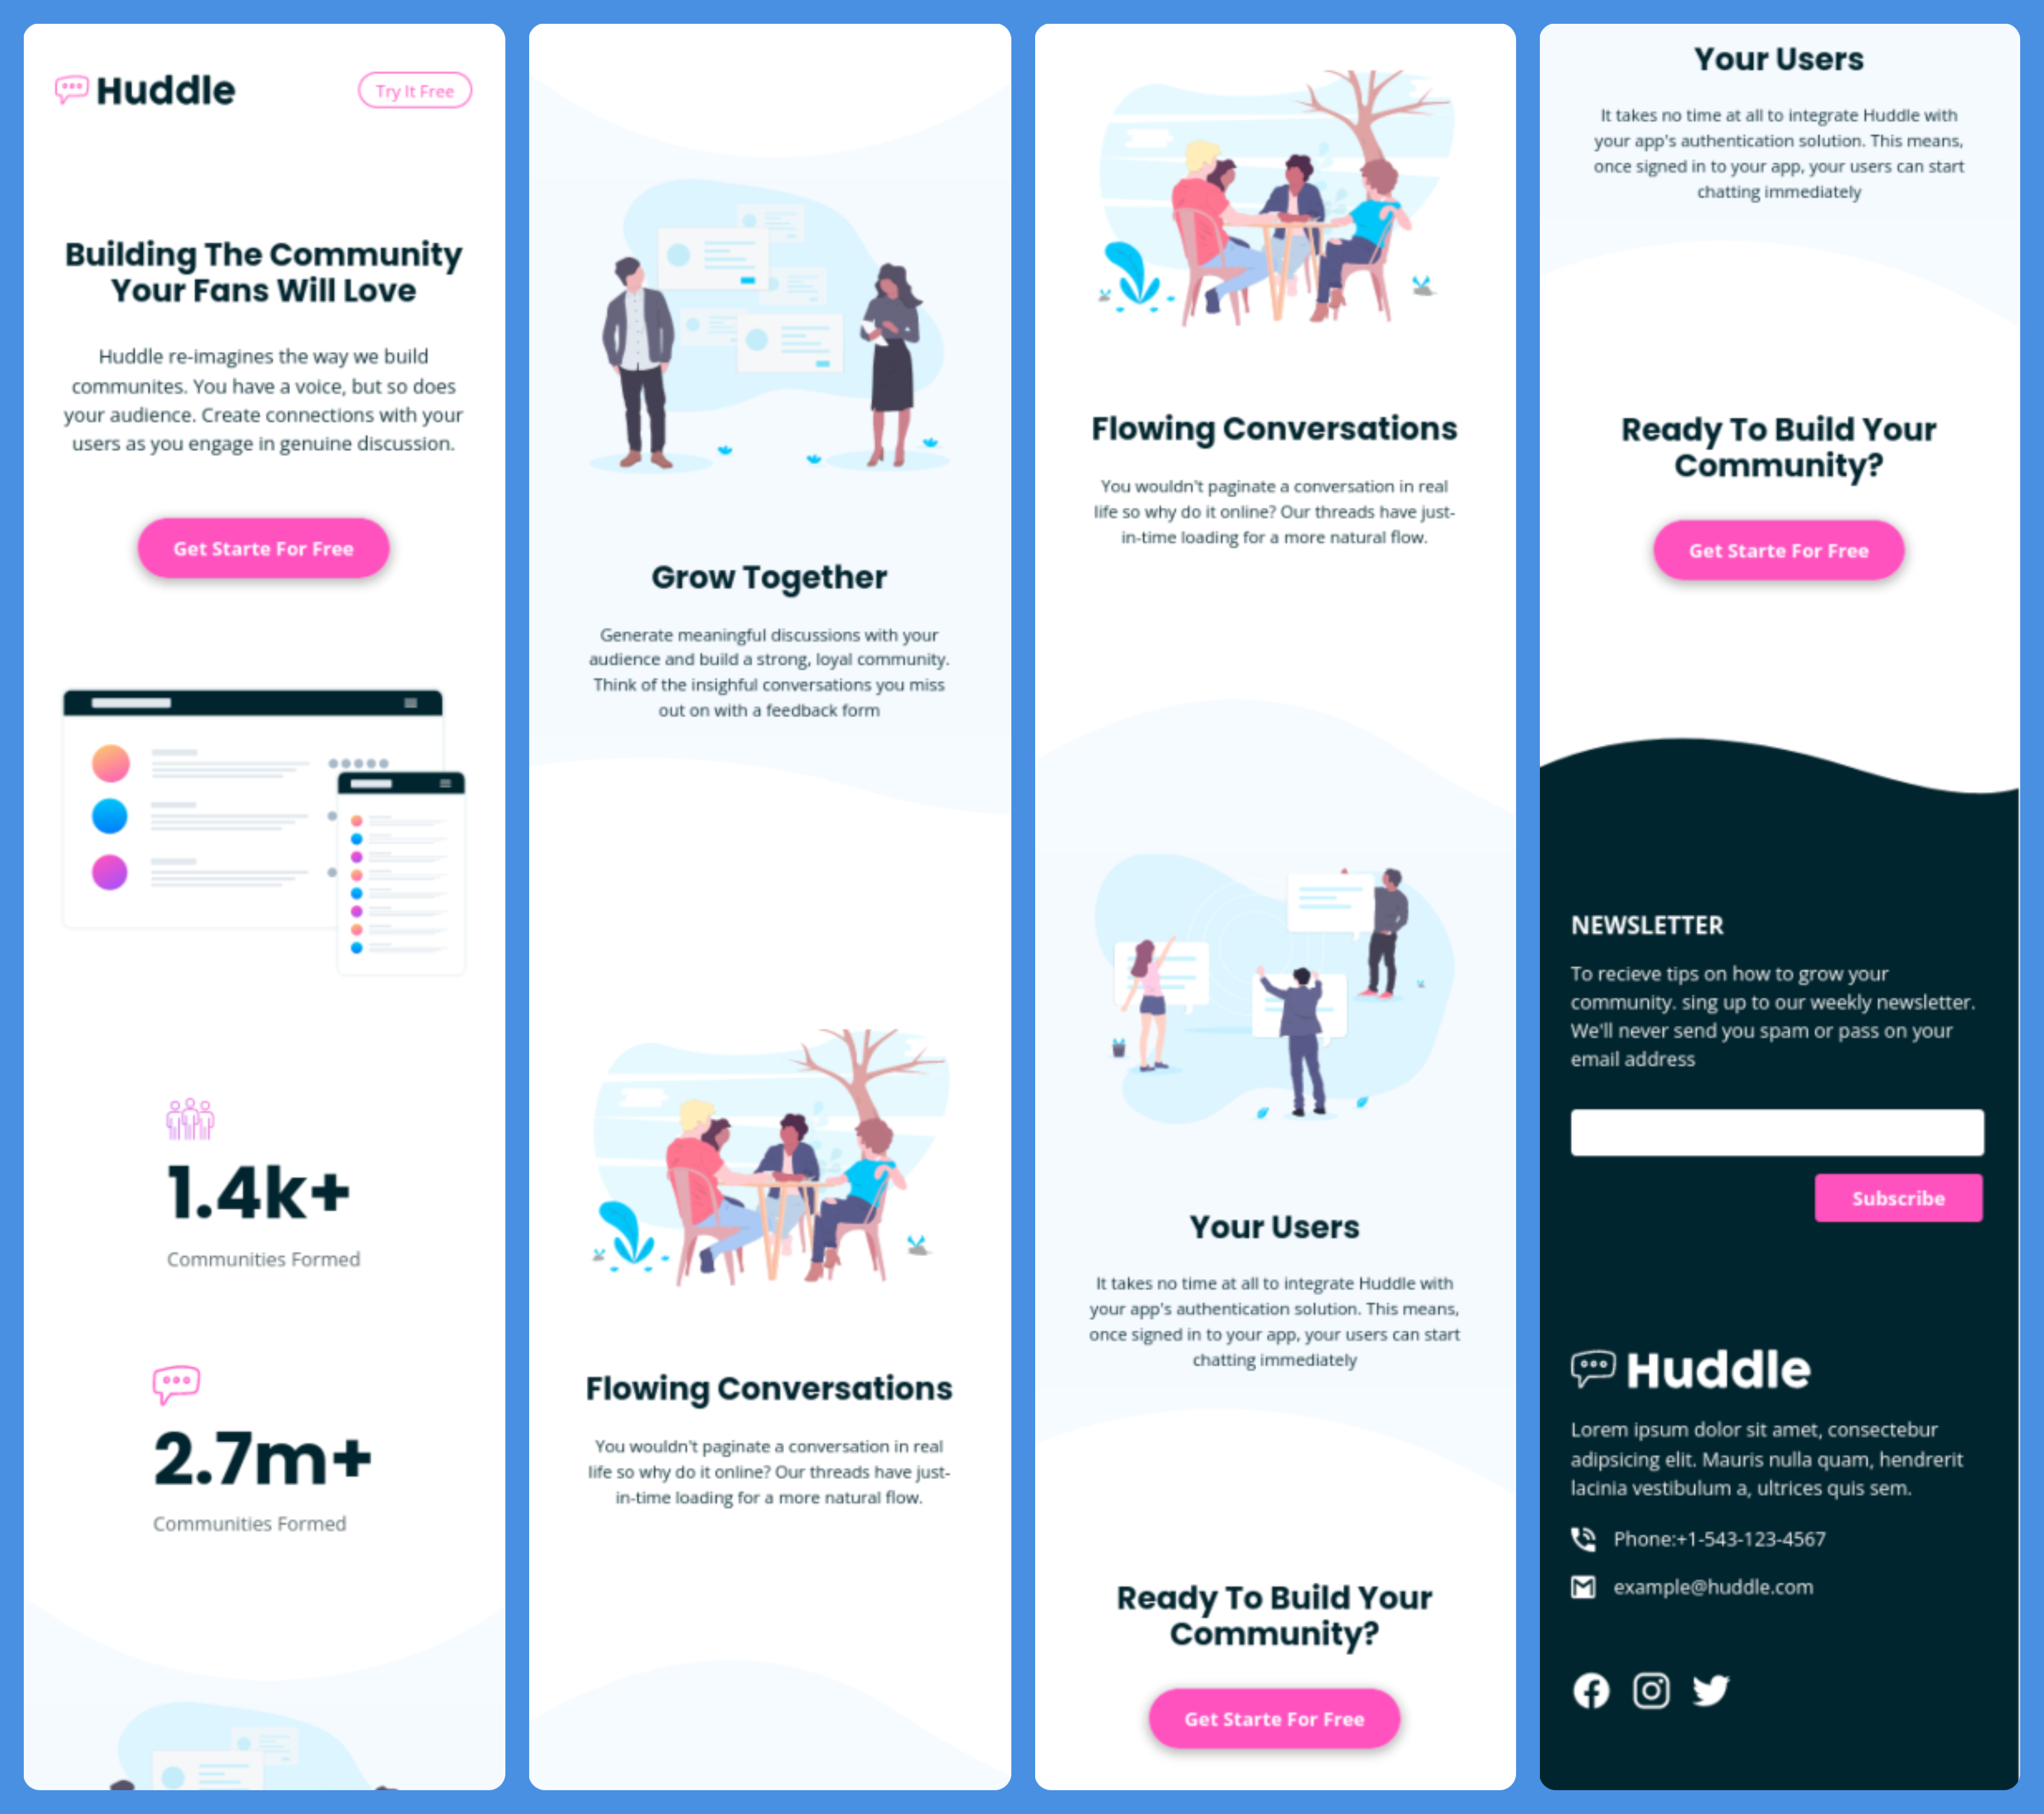 Huddle
Try It Free
Building The Community
Your Fans Will Love
Huddle re-imagines the way we build
communites. You have a voice, but so does
your audience. Create connections with your
users as you engage in genuine discussion.
Get Starte For Free
1.4k+
Communities Formed
2.7m+
Communities Formed
Grow Together
Generate meaningful discussions with your
audience and build a strong, loyal community.
Think of the insighful conversations you miss
out on with a feedback form
Flowing Conversations
You wouldn't paginate a conversation in real
life so why do it online? Our threads have just-
in-time loading for a more natural flow.
Flowing Conversations
You wouldn't paginate a conversation in real
life so why do it online? Our threads have just-
in-time loading for a more natural flow.
Your Users
It takes no time at all to integrate Huddle with
your app's authentication solution. This means,
once signed in to your app, your users can start
chatting immediately
Ready To Build Your
Community?
Get Starte For Free
Your Users
It takes no time at all to integrate Huddle with
your app's authentication solution. This means,
once signed in to your app, your users can start
chatting immediately
Ready To Build Your
Community?
Get Starte For Free
NEWSLETTER
To recieve tips on how to grow your
community. sing up to our weekly newsletter.
We'll never send you spam or pass on your
email address
Subscribe
Huddle
Lorem ipsum dolor sit amet, consectebur
adipsicing elit. Mauris nulla quam, hendrerit
lacinia vestibulum a, ultrices quis sem.
Phone:+1-543-123-4567
example@huddle.com